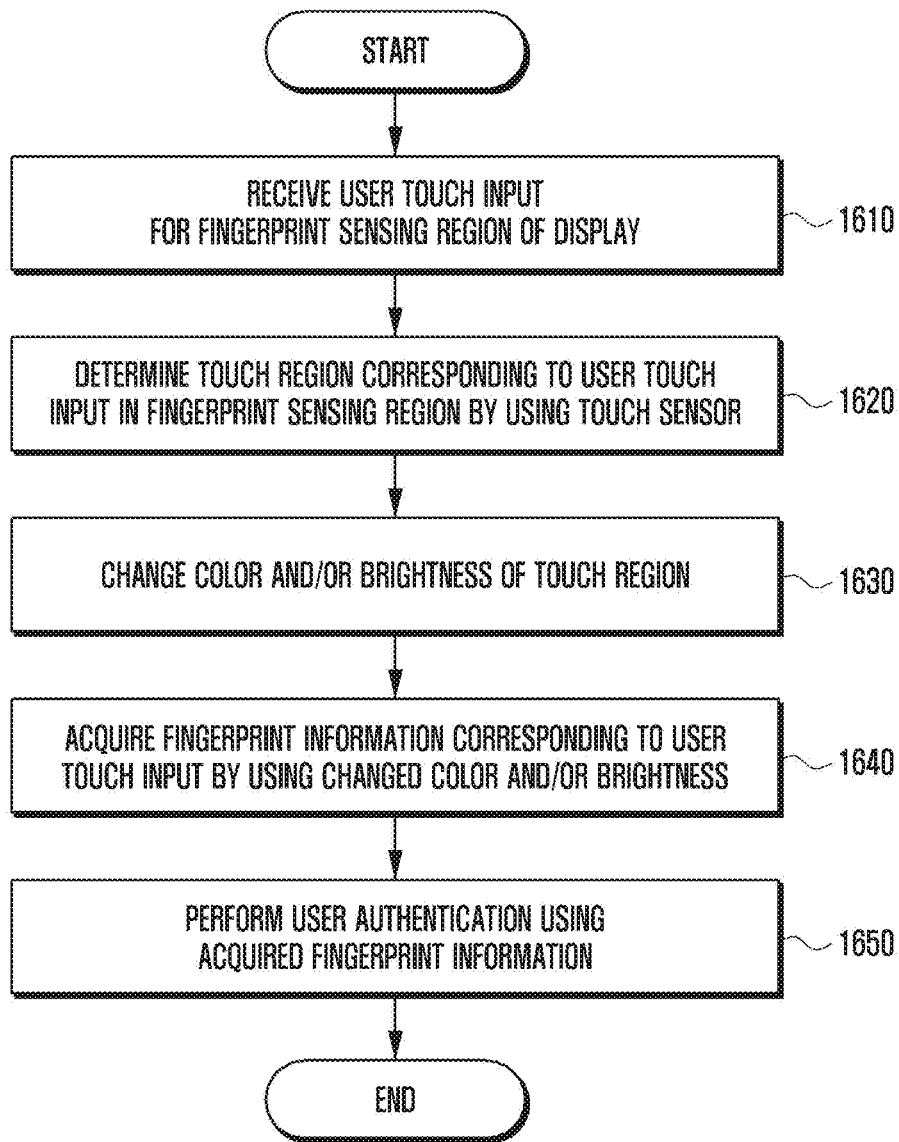 START
RECEIVE USER TOUCH INPUT
FOR FINGERPRINT SENSING REGION OF DISPLAY
1610
DETERMINE TOUCH REGION CORRESPONDING TO USER TOUCH
INPUT IN FINGERPRINT SENSING REGION BY USING TOUCH SENSOR
1620
CHANGE COLOR AND/OR BRIGHTNESS OF TOUCH REGION
1630
ACQUIRE FINGERPRINT INFORMATION CORRESPONDING TO USER
TOUCH INPUT BY USING CHANGED COLOR AND/OR BRIGHTNESS
1640
PERFORM USER AUTHENTICATION USING
ACQUIRED FINGERPRINT INFORMATION
1650
END